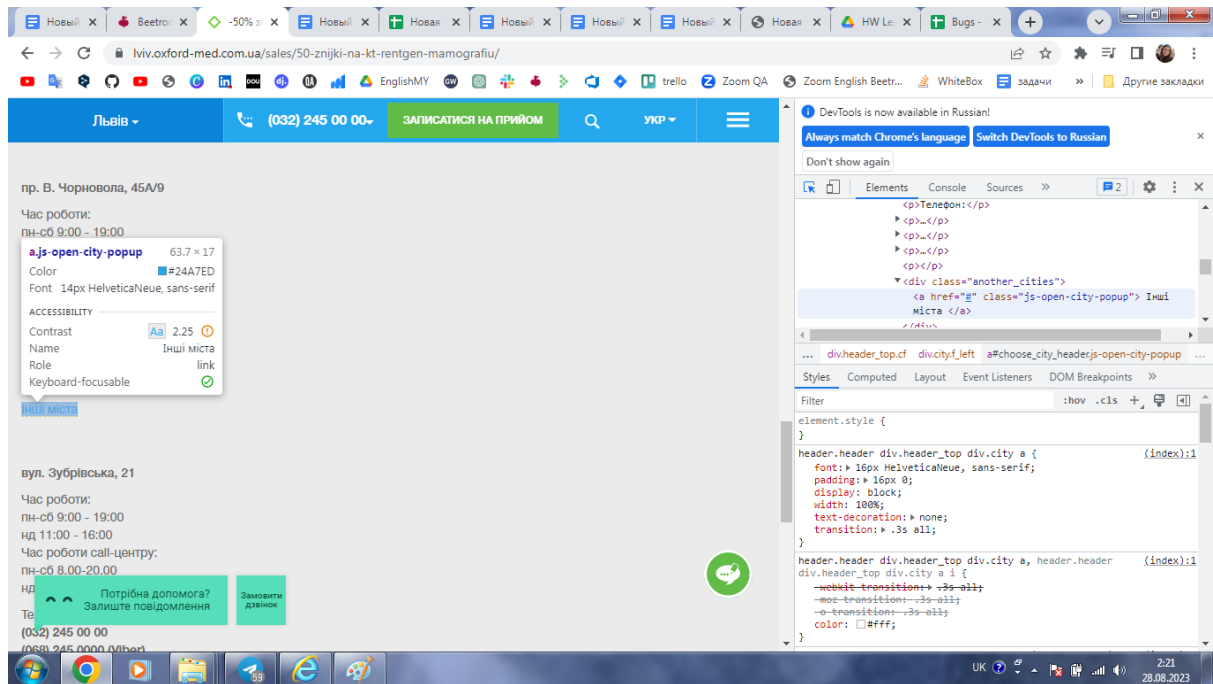 Новый
Beetroo
-50% з
Новый
Новая
Новый
Новый
Новый
Новая
HW Le
Bugs -
lviv.oxford-med.com.ua/sales/50-znijki-na-kt-rentgen-mamografiu/
EnglishMY
trello
Zoom QA
Zoom English Beetr...
WhiteBox
задачи
»
Другие закладки
Львів
(032) 245 00 00
ЗАПИСАТИСЯ НА ПРИЙОМ
УКР
пр. В. Чорновола, 45А/9
Час роботи:
пн-сб 9:00 - 19:00
a.js-open-city-popup 63.7 × 17
Color #24A7ED
Font 14px HelveticaNeue, sans-serif
ACCESSIBILITY
Contrast Aa 2.25
Name Інші міста
Role link
Keyboard-focusable
Інші міста
вул. Зубрівська, 21
Час роботи:
пн-сб 9:00 - 19:00
нд 11:00 - 16:00
Час роботи call-центру:
пн-сб 8.00-20.00
нд
Потрібна допомога?
Залиште повідомлення
Замовити
дзвінок
Те
(032) 245 00 00
(068) 245 0000 (Viber)
DevTools is now available in Russian!
Always match Chrome's language
Switch DevTools to Russian
Don't show again
Elements Console Sources » 2
<p>Телефон:</p>
<p>…</p>
<p>…</p>
<p>…</p>
<p></p>
<div class="another_cities">
<a href="#" class="js-open-city-popup"> Інші
міста </a>
</div>
... div.header_top.cf div.city.f_left a#choose_city_header.js-open-city-popup ...
Styles Computed Layout Event Listeners DOM Breakpoints »
Filter :hov .cls +
element.style {
}
header.header div.header_top div.city a { (index):1
font: 16px HelveticaNeue, sans-serif;
padding: 16px 0;
display: block;
width: 100%;
text-decoration: none;
transition: .3s all;
}
header.header div.header_top div.city a, header.header (index):1
div.header_top div.city a i {
-webkit-transition: .3s all;
-moz-transition: .3s all;
-o-transition: .3s all;
color: #fff;
}
59
UK
2:21
28.08.2023